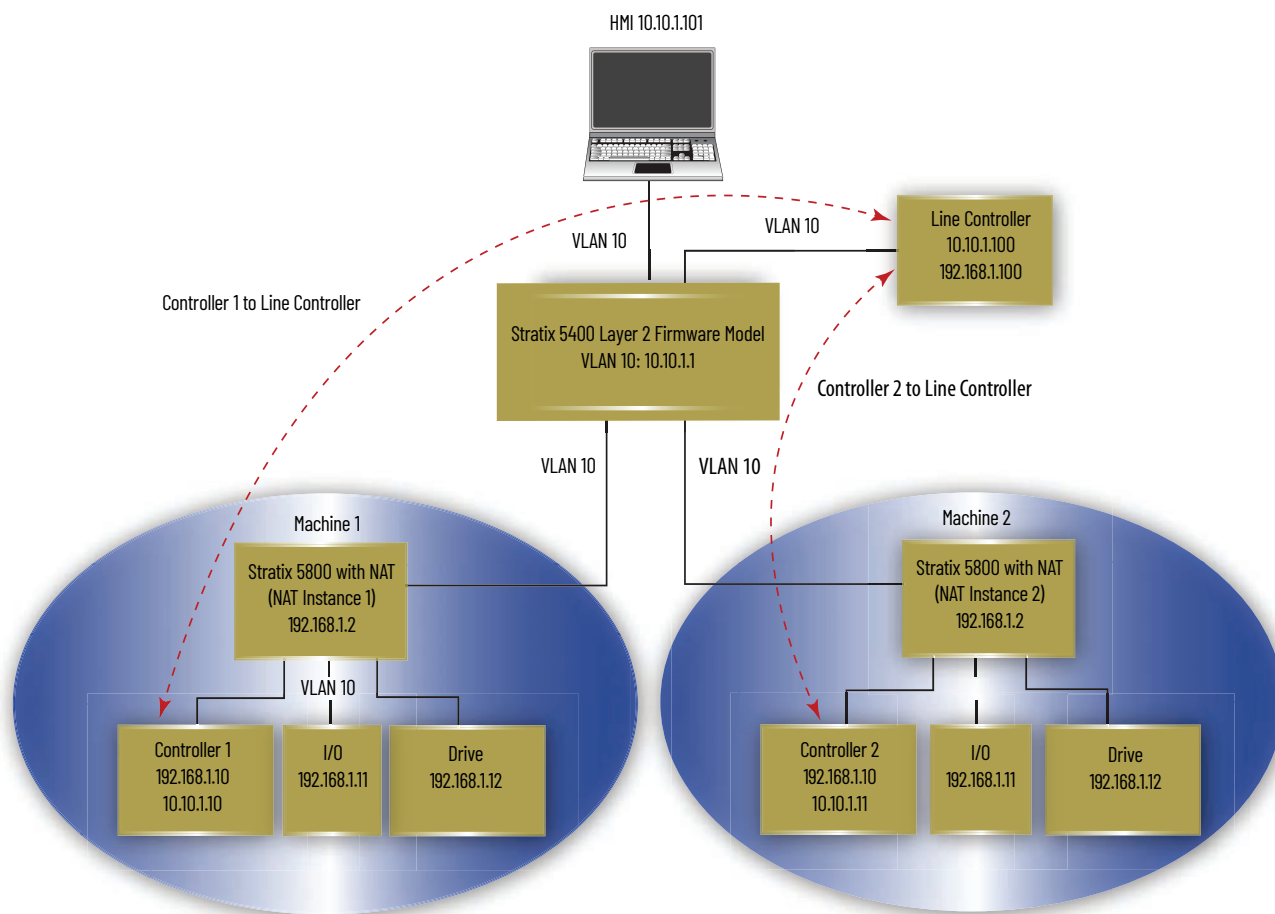 HMI 10.10.1.101
VLAN 10
VLAN 10
Line Controller
10.10.1.100
192.168.1.100
Controller 1 to Line Controller
Stratix 5400 Layer 2 Firmware Model
VLAN 10: 10.10.1.1
Controller 2 to Line Controller
VLAN 10
VLAN 10
Machine 1
Stratix 5800 with NAT
(NAT Instance 1)
192.168.1.2
VLAN 10
Controller 1
192.168.1.10
10.10.1.10
I/O
192.168.1.11
Drive
192.168.1.12
Machine 2
Stratix 5800 with NAT
(NAT Instance 2)
192.168.1.2
Controller 2
192.168.1.10
10.10.1.11
I/O
192.168.1.11
Drive
192.168.1.12